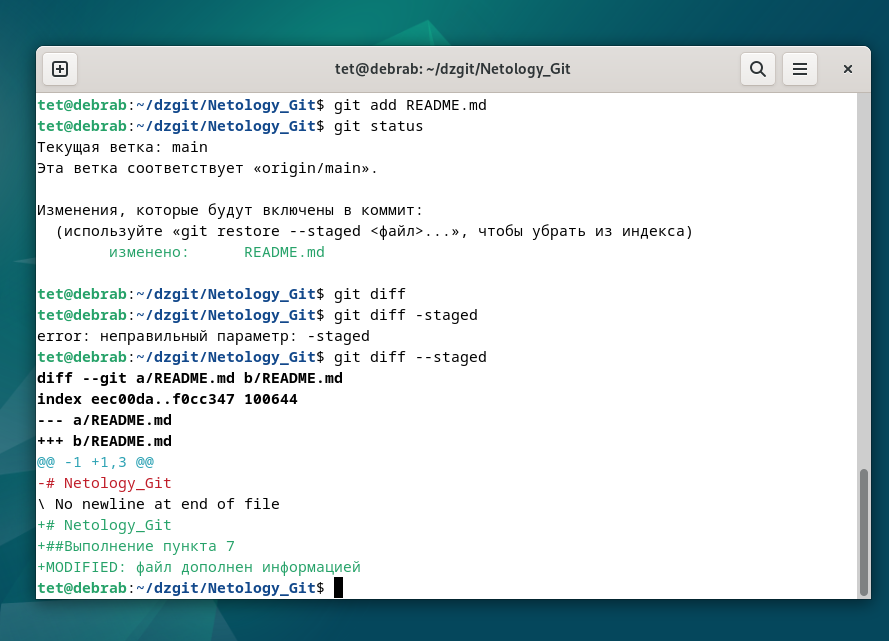 tet@debrab: ~/dzgit/Netology_Git
tet@debrab:~/dzgit/Netology_Git$ git add README.md
tet@debrab:~/dzgit/Netology_Git$ git status
Текущая ветка: main
Эта ветка соответствует «origin/main».
Изменения, которые будут включены в коммит:
  (используйте «git restore --staged <файл>...», чтобы убрать из индекса)
        изменено:      README.md
tet@debrab:~/dzgit/Netology_Git$ git diff
tet@debrab:~/dzgit/Netology_Git$ git diff -staged
error: неправильный параметр: -staged
tet@debrab:~/dzgit/Netology_Git$ git diff --staged
diff --git a/README.md b/README.md
index eec00da..f0cc347 100644
--- a/README.md
+++ b/README.md
@@ -1 +1,3 @@
-# Netology_Git
\ No newline at end of file
+# Netology_Git
+##Выполнение пункта 7
+MODIFIED: файл дополнен информацией
tet@debrab:~/dzgit/Netology_Git$